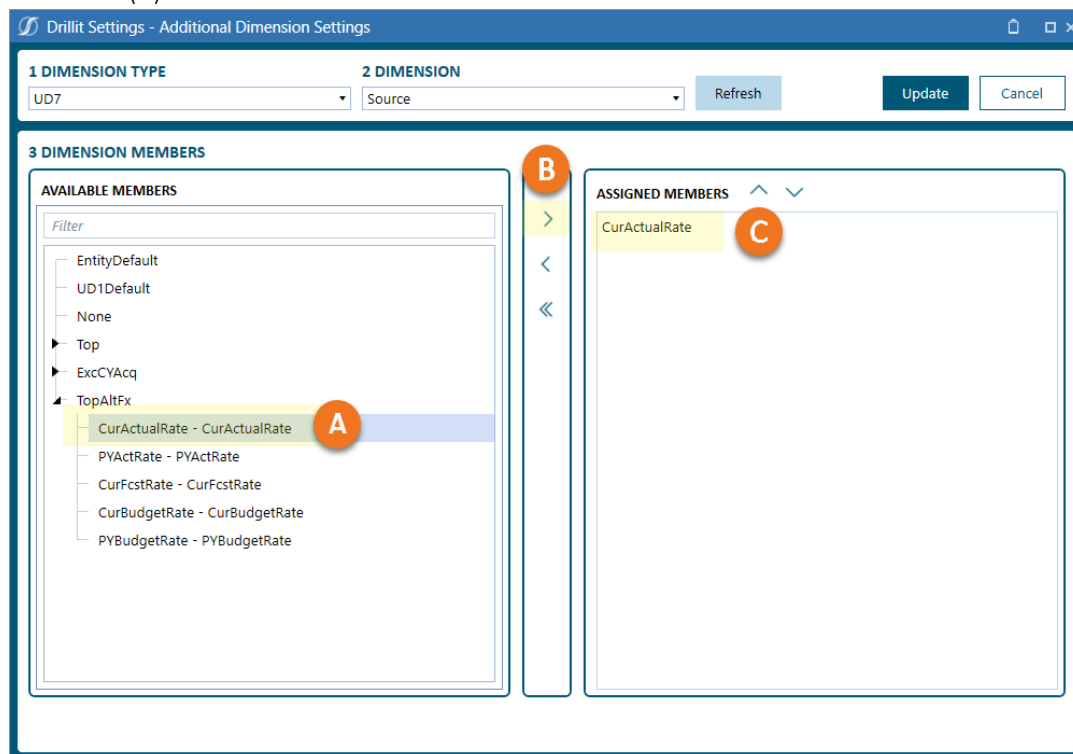 Drillit Settings - Additional Dimension Settings
1 DIMENSION TYPE
2 DIMENSION
UD7
Source
Refresh
Update
Cancel
3 DIMENSION MEMBERS
B
AVAILABLE MEMBERS
ASSIGNED MEMBERS
Filter
CurActualRate
C
EntityDefault
UD1Default
None
Top
ExcCYAcq
TopAltFx
CurActualRate - CurActualRate
A
PYActRate - PYActRate
CurFcstRate - CurFcstRate
CurBudgetRate - CurBudgetRate
PYBudgetRate - PYBudgetRate